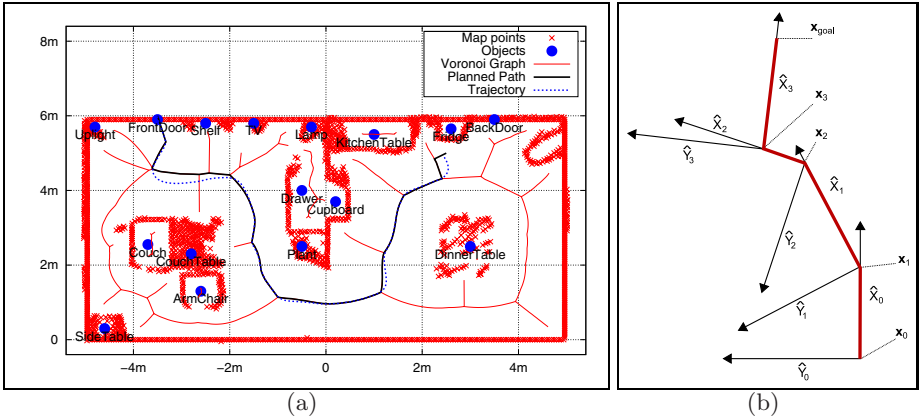 8m
6m
4m
2m
0
−4m
−2m
0
2m
4m
Map points
Objects
Voronoi Graph
Planned Path
Trajectory
Uplight
FrontDoor
Shelf
TV
Lamp
KitchenTable
Fridge
BackDoor
Drawer
Cupboard
Couch
CouchTable
Plant
DinnerTable
ArmChair
SideTable
(a)
x_goal
X̂_3
x_3
X̂_2
x_2
Ŷ_3
X̂_1
Ŷ_2
x_1
X̂_0
Ŷ_1
x_0
Ŷ_0
(b)